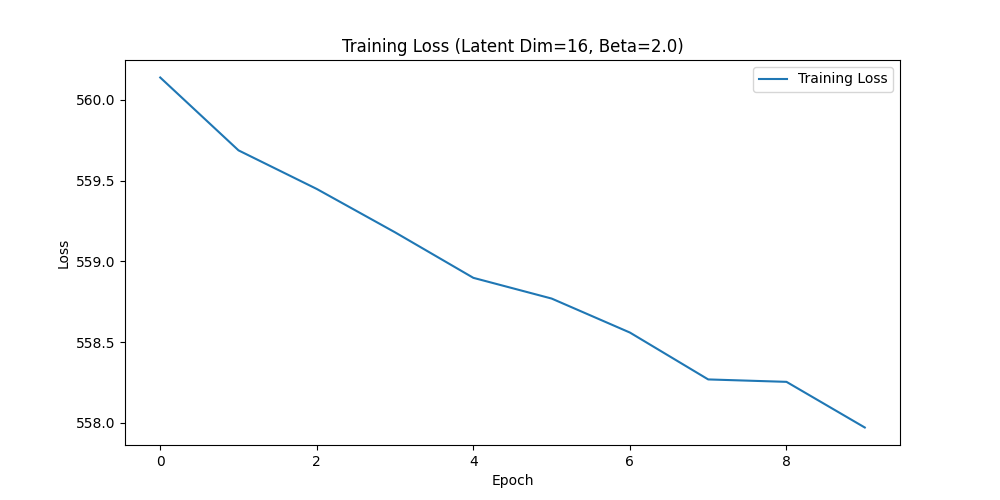 Training Loss (Latent Dim=16, Beta=2.0)
Training Loss
560.0
559.5
559.0
558.5
558.0
Loss
0 2 4 6 8
Epoch